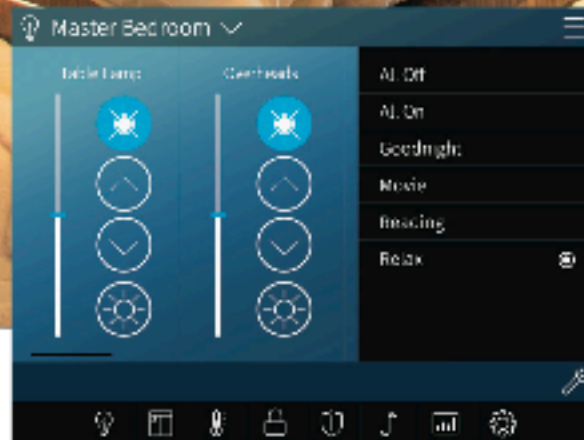 Master Bedroom
Table Lamp
Overheads
All Off
All On
Goodnight
Movie
Reading
Relax